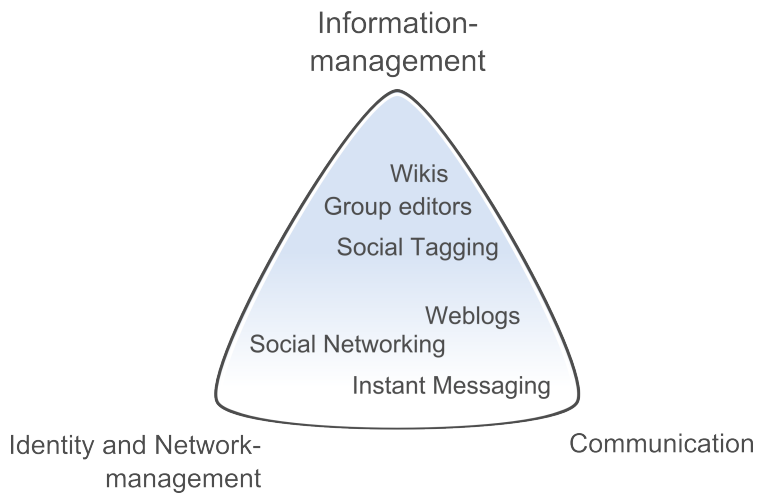 Information-
management
Wikis
Group editors
Social Tagging
Weblogs
Social Networking
Instant Messaging
Identity and Network-
management
Communication